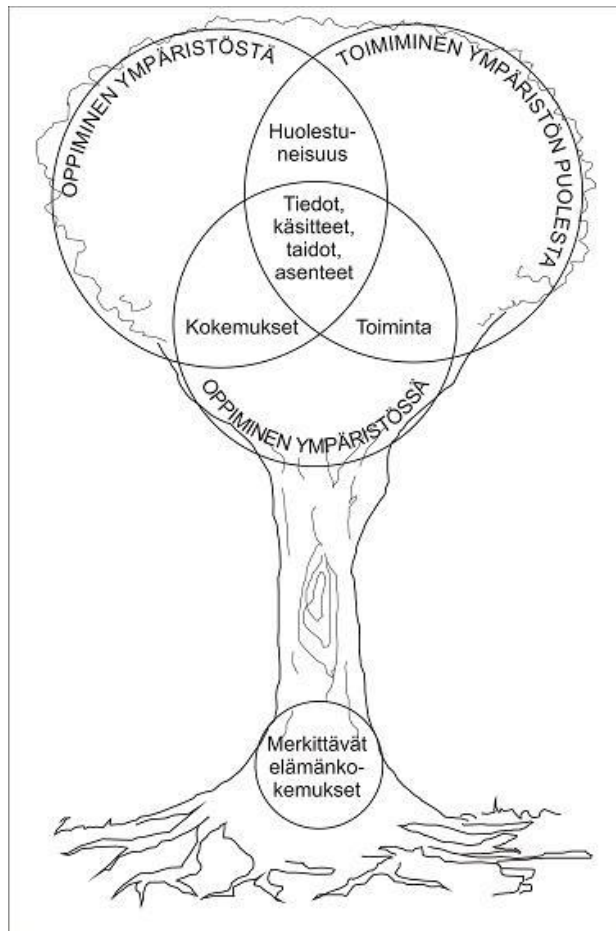 OPPIMINEN YMPÄRISTÖSTÄ
TOIMIMINEN YMPÄRISTÖN PUOLESTA
Huolestu-
neisuus
Tiedot,
käsitteet,
taidot,
asenteet
Kokemukset
Toiminta
OPPIMINEN YMPÄRISTÖSSÄ
Merkittävät
elämänko-
kemukset